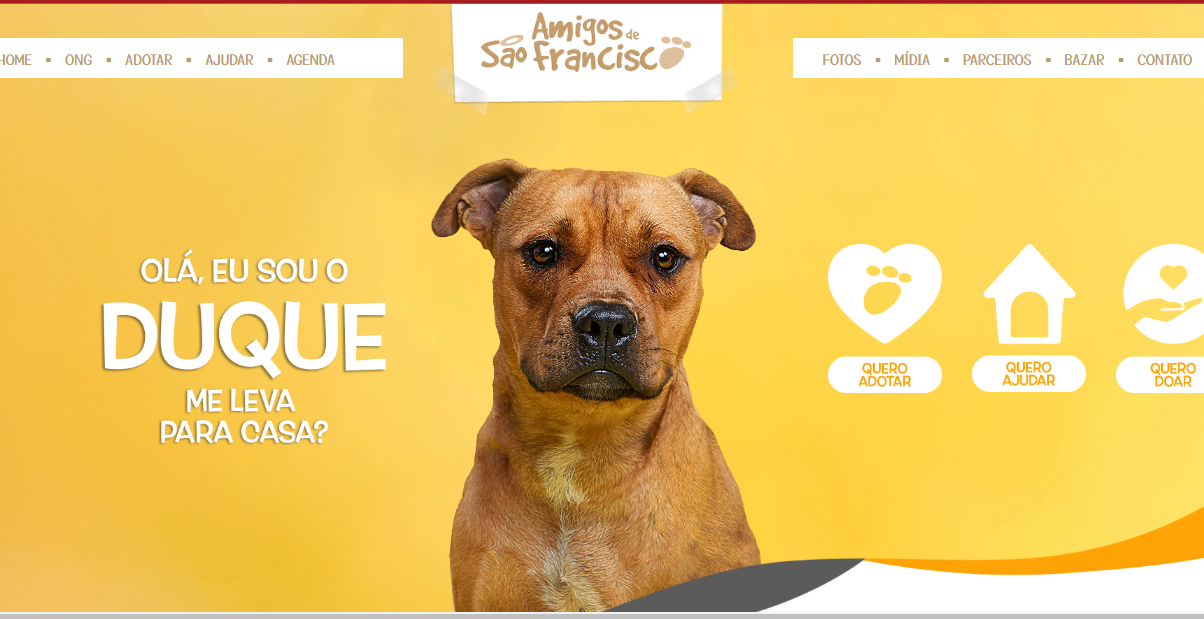 HOME ▪ ONG ▪ ADOTAR ▪ AJUDAR ▪ AGENDA
Amigos de
São Francisco
FOTOS ▪ MÍDIA ▪ PARCEIROS ▪ BAZAR ▪ CONTATO
OLÁ, EU SOU O
DUQUE
ME LEVA
PARA CASA?
QUERO
ADOTAR
QUERO
AJUDAR
QUERO
DOAR